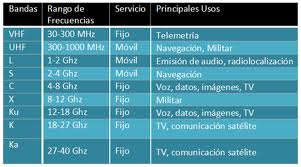 Bandas Rango de Frecuencias Servicio Principales Usos
VHF 30-300 MHz Fijo Telemetría
UHF 300-1000 MHz Móvil Navegación, Militar
L 1-2 Ghz Móvil Emisión de audio, radiolocalización
S 2-4 Ghz Móvil Navegación
C 4-8 Ghz Fijo Voz, datos, imágenes, TV
X 8-12 Ghz Fijo Militar
Ku 12-18 Ghz Fijo Voz, datos, imágenes, TV
K 18-27 Ghz Fijo TV, comunicación satélite
Ka 27-40 Ghz Fijo TV, comunicación satélite